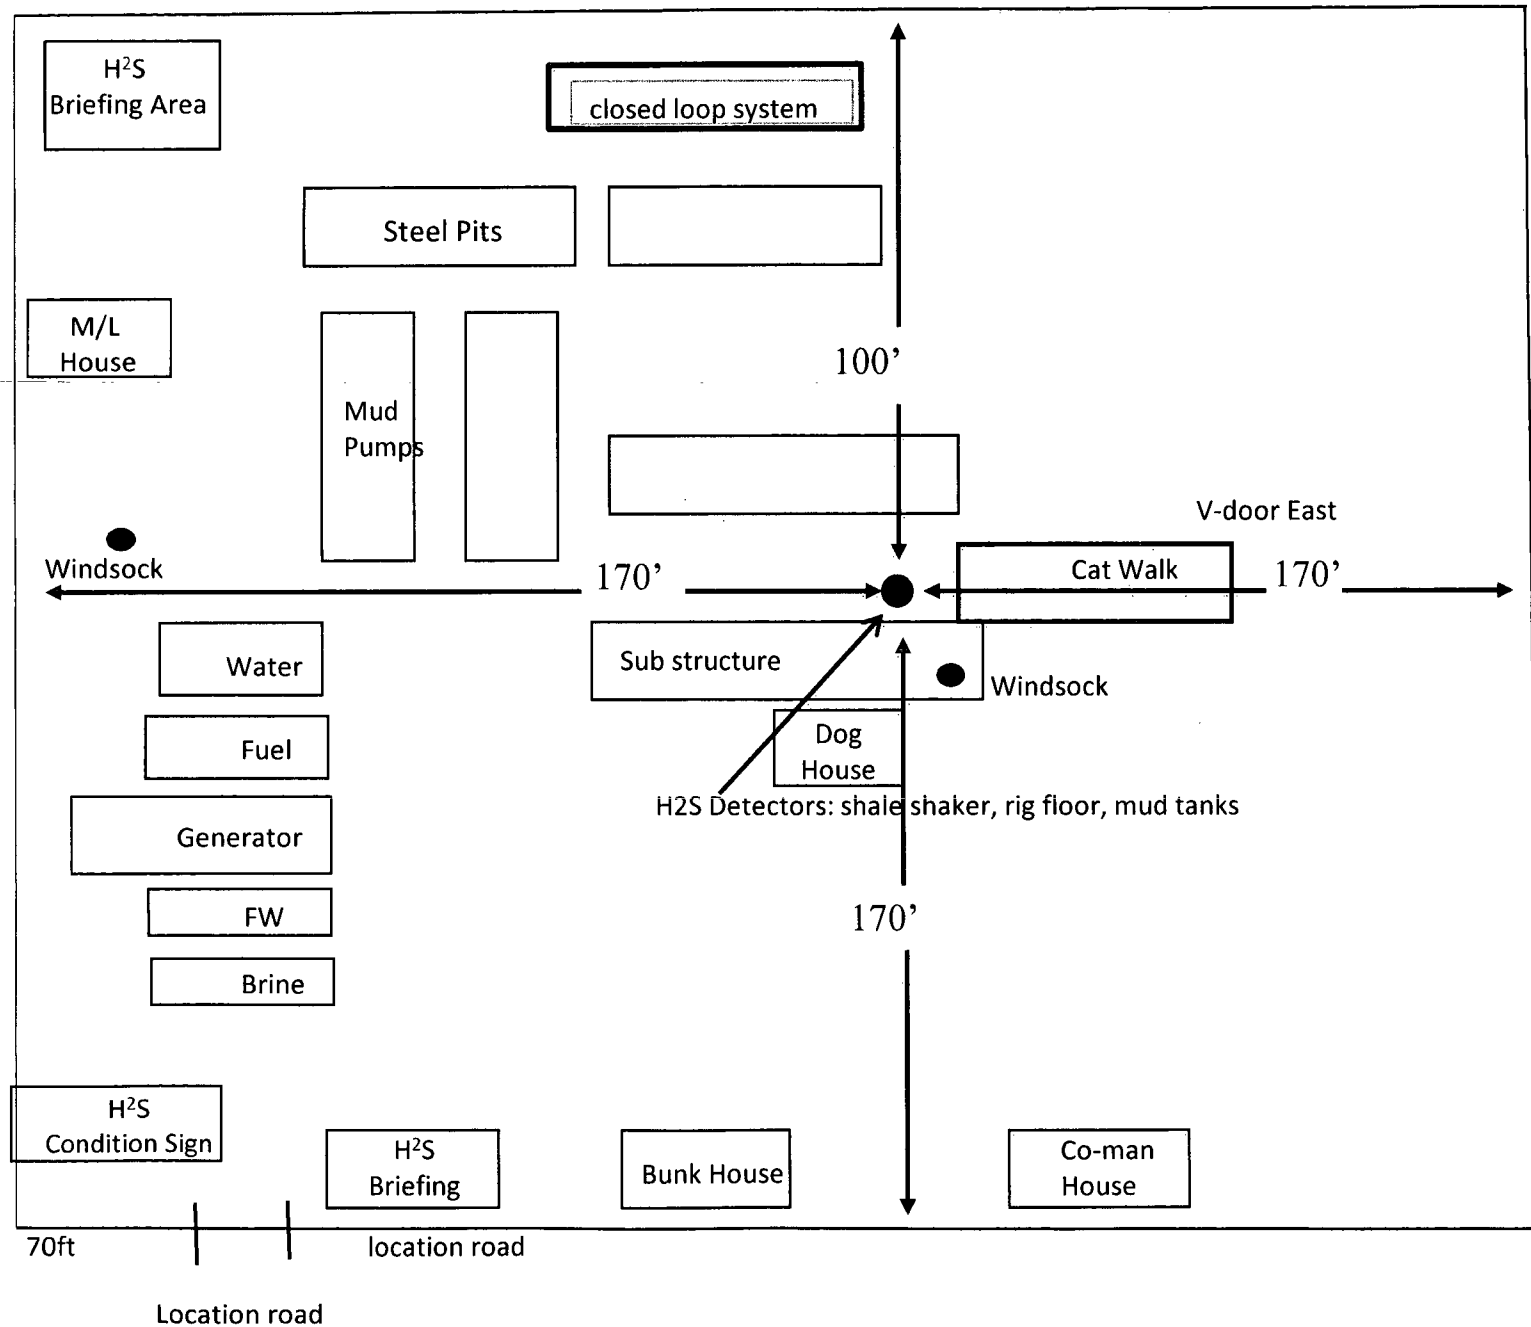 H²S
Briefing Area
closed loop system
Steel Pits
M/L
House
100’
Mud
Pumps
V-door East
Windsock
170’
Cat Walk
170’
Water
Sub structure
Windsock
Fuel
Dog
House
H2S Detectors: shale shaker, rig floor, mud tanks
Generator
FW
170’
Brine
H²S
Condition Sign
H²S
Briefing
Bunk House
Co-man
House
70ft
location road
Location road